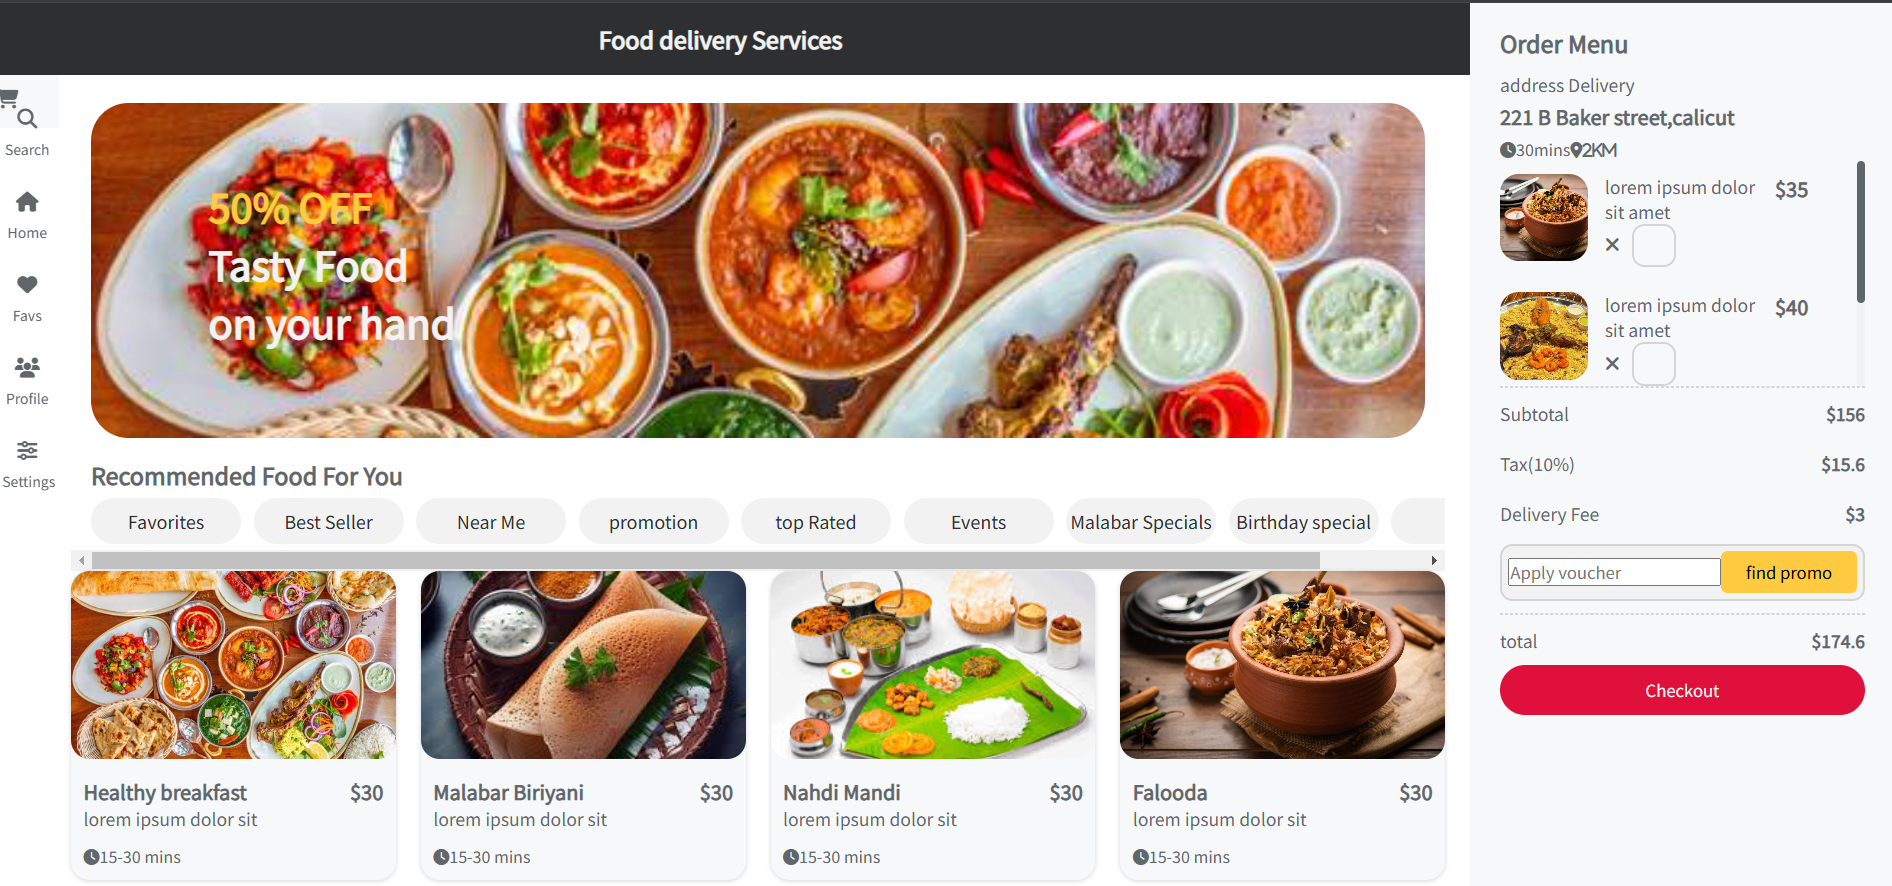 Food delivery Services
Search
Home
Favs
Profile
Settings
50% OFF
Tasty Food
on your hand
Recommended Food For You
Favorites
Best Seller
Near Me
promotion
top Rated
Events
Malabar Specials
Birthday special
Healthy breakfast $30
lorem ipsum dolor sit
15-30 mins
Malabar Biriyani $30
lorem ipsum dolor sit
15-30 mins
Nahdi Mandi $30
lorem ipsum dolor sit
15-30 mins
Falooda $30
lorem ipsum dolor sit
15-30 mins
Order Menu
address Delivery
221 B Baker street,calicut
30mins 2KM
lorem ipsum dolor $35
sit amet
×
lorem ipsum dolor $40
sit amet
×
Subtotal $156
Tax(10%) $15.6
Delivery Fee $3
Apply voucher find promo
total $174.6
Checkout